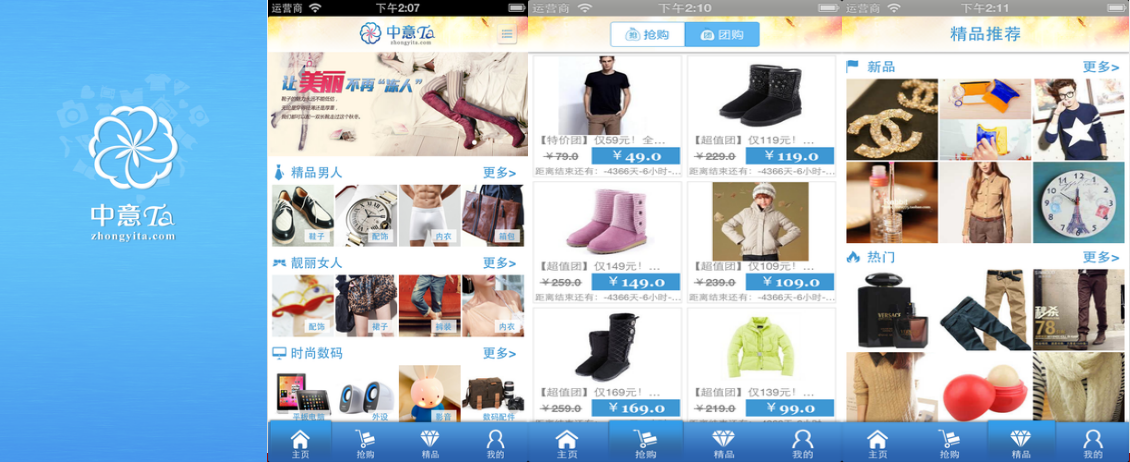 中意Ta
zhongyita.com
运营商
下午2:07
中意Ta
zhongyita.com
让美丽不再“冻人”
精品男人
更多>
鞋子
配饰
内衣
箱包
靓丽女人
更多>
配饰
裙子
裤装
内衣
时尚数码
更多>
平板电脑
外设
影音
数码配件
主页
抢购
精品
我的
运营商
下午2:10
抢购
团购
【特价团】仅59元！全...
￥79.0
￥49.0
距离结束还有：-4366天-6小时-...
【超值团】仅119元！...
￥229.0
￥119.0
距离结束还有：-4366天-6小时-...
【超值团】仅149元！...
￥259.0
￥149.0
距离结束还有：-4366天-6小时-...
【超值团】仅109元！...
￥239.0
￥109.0
距离结束还有：-4366天-6小时-...
【超值团】仅169元！...
￥259.0
￥169.0
【超值团】仅139元！...
￥219.0
￥99.0
主页
抢购
精品
我的
运营商
下午2:11
精品推荐
新品
更多>
热门
更多>
VERSACE
秒杀
78
主页
抢购
精品
我的